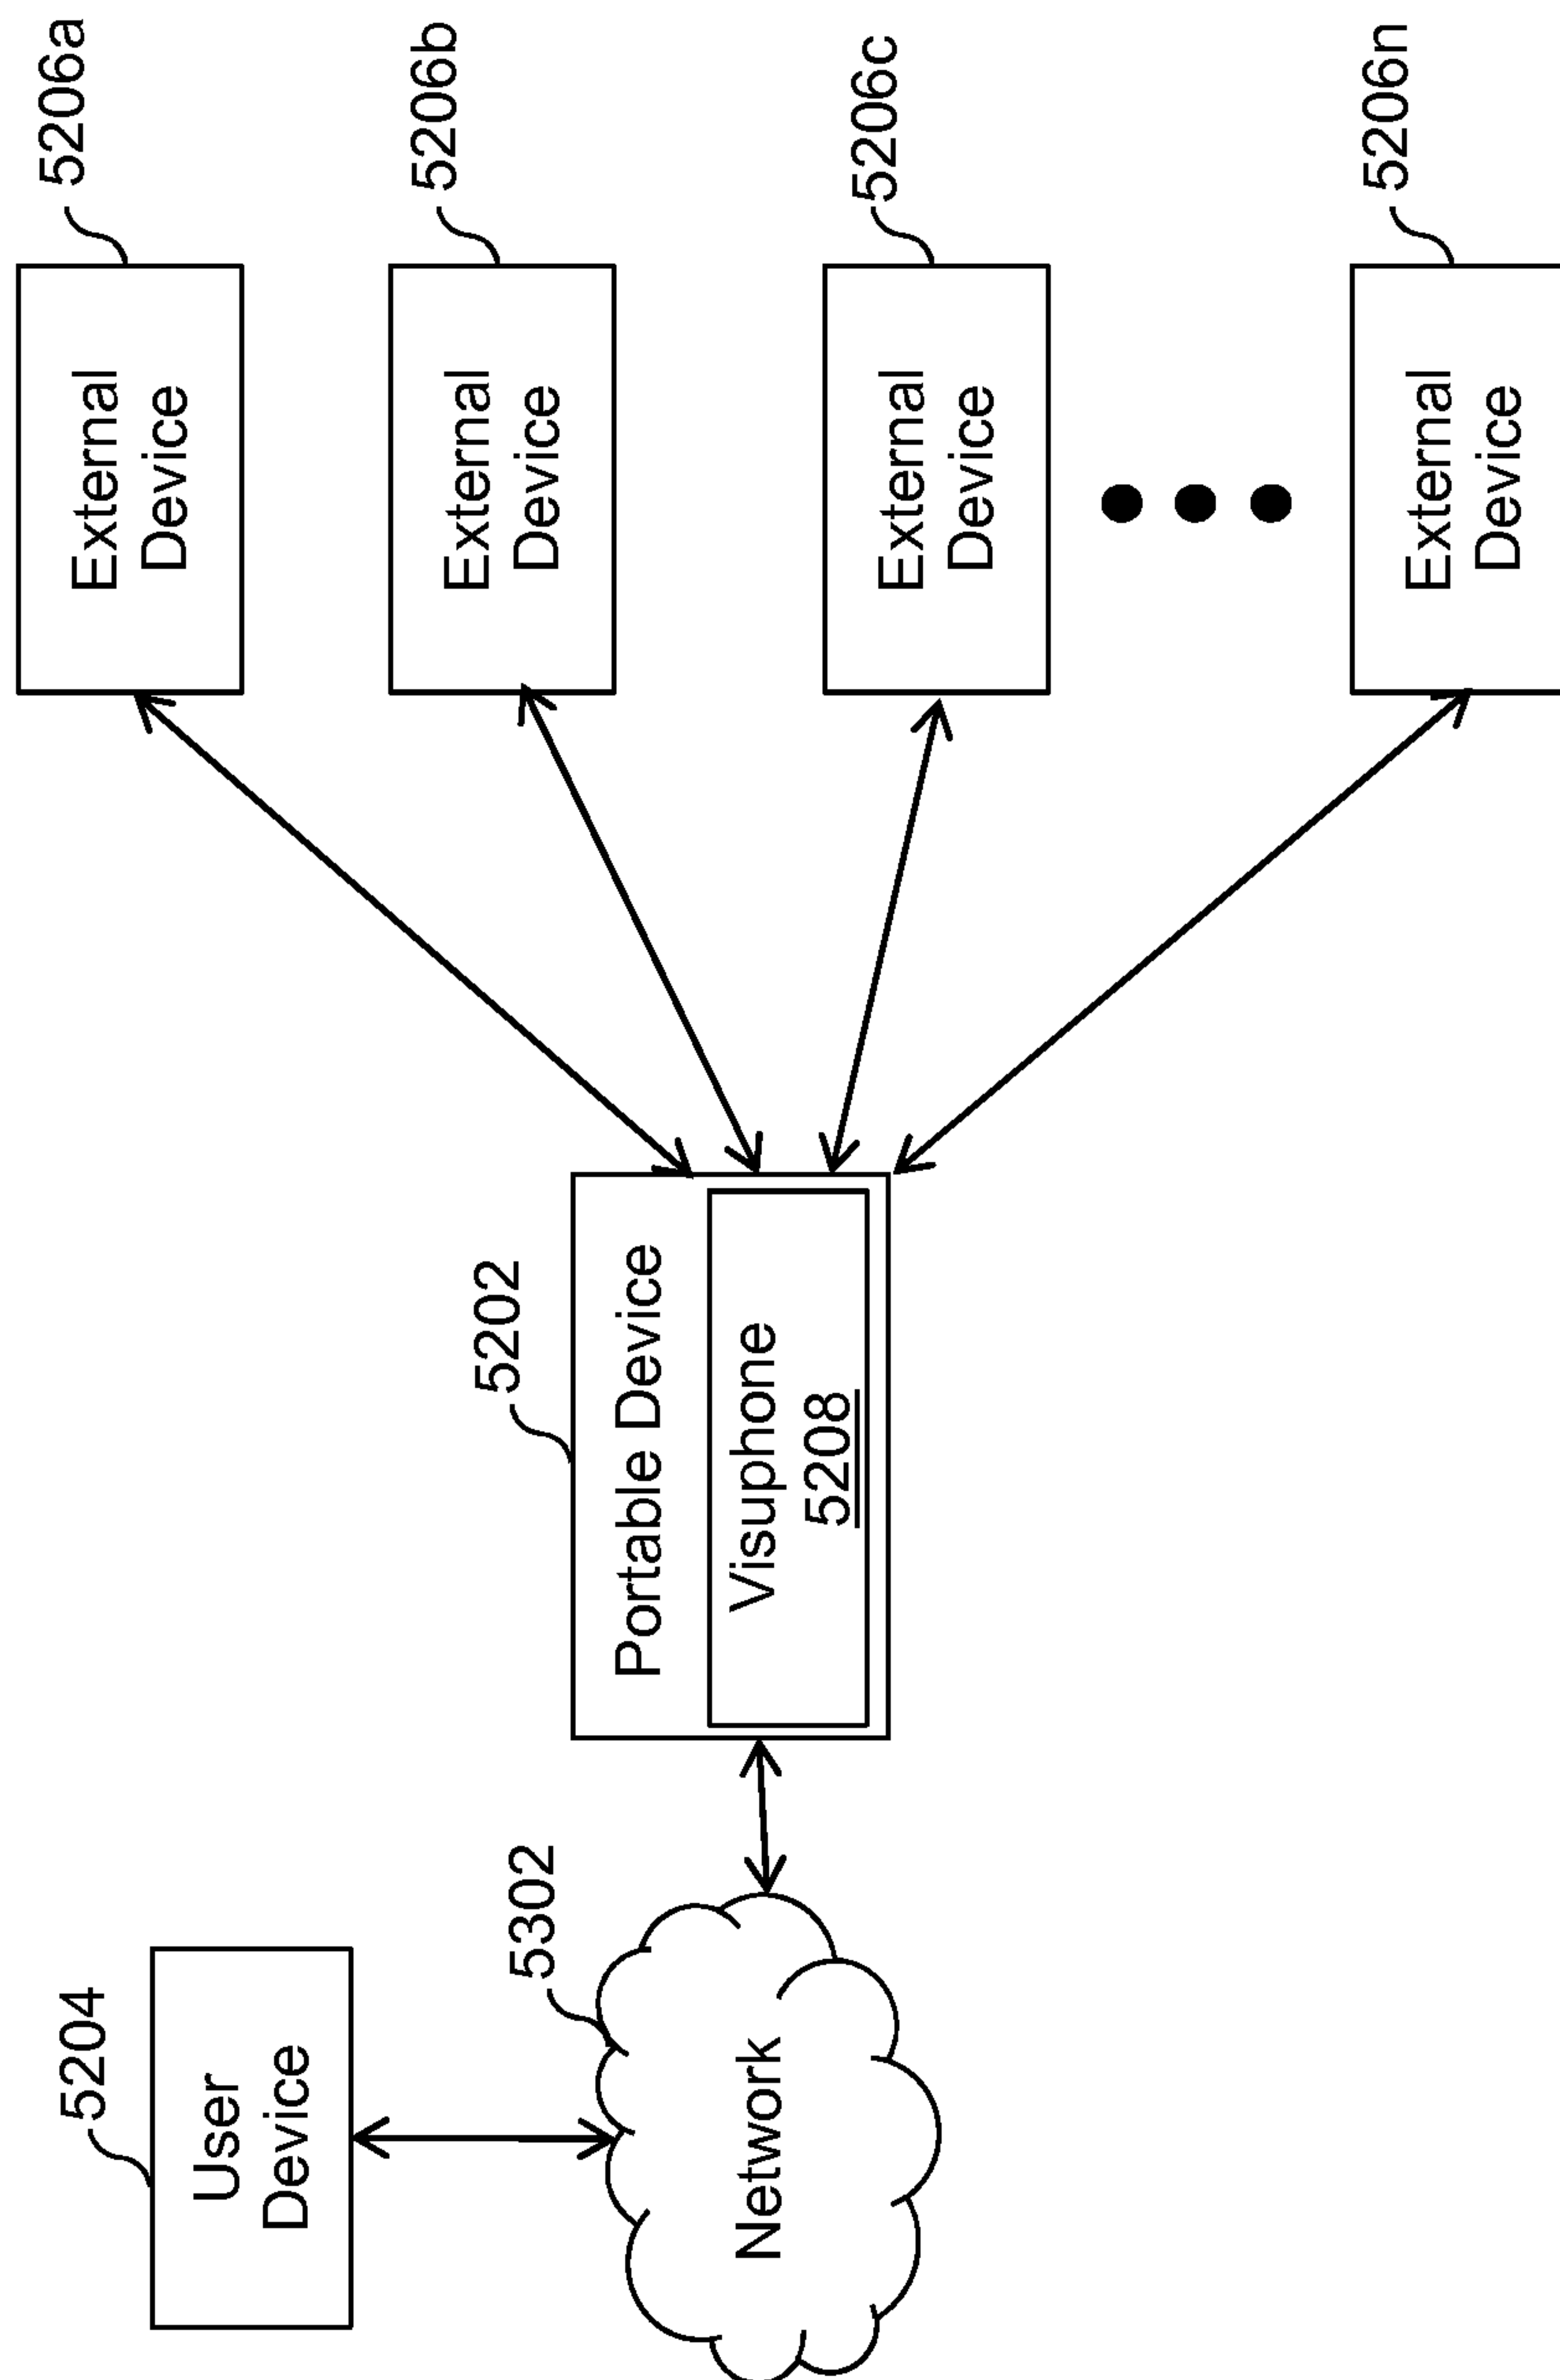 5204
User
Device
5302
Network
5202
Portable Device
Visuphone
5208
5206a
External
Device
5206b
External
Device
5206c
External
Device
5206n
External
Device